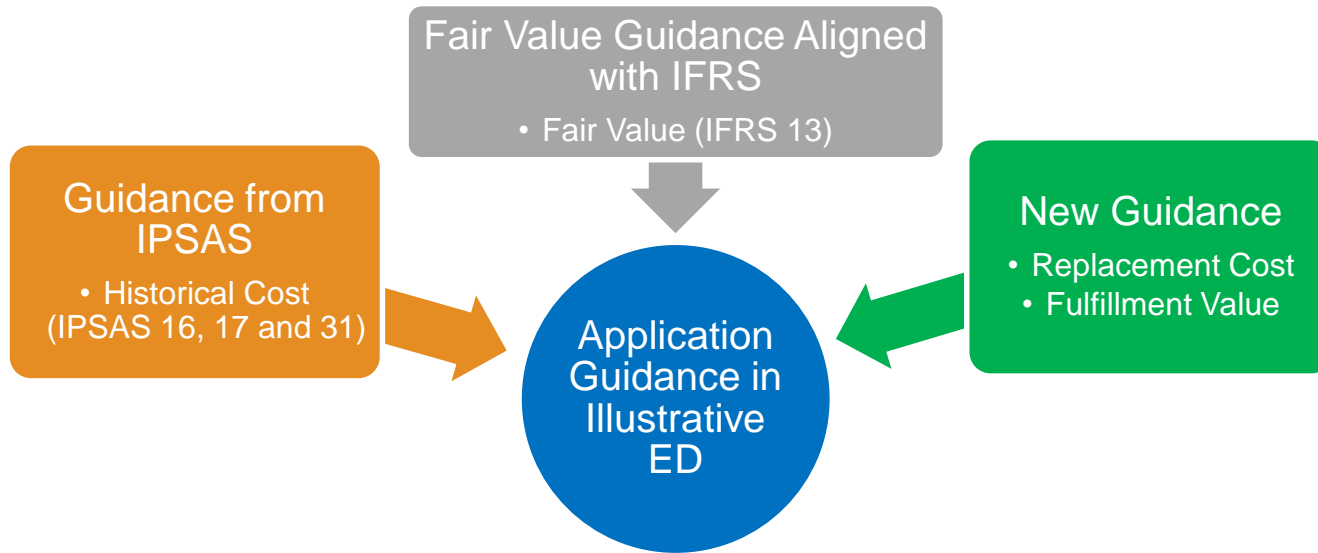 Fair Value Guidance Aligned
with IFRS
• Fair Value (IFRS 13)
Guidance from
IPSAS
• Historical Cost
(IPSAS 16, 17 and 31)
New Guidance
• Replacement Cost
• Fulfillment Value
Application
Guidance in
Illustrative
ED